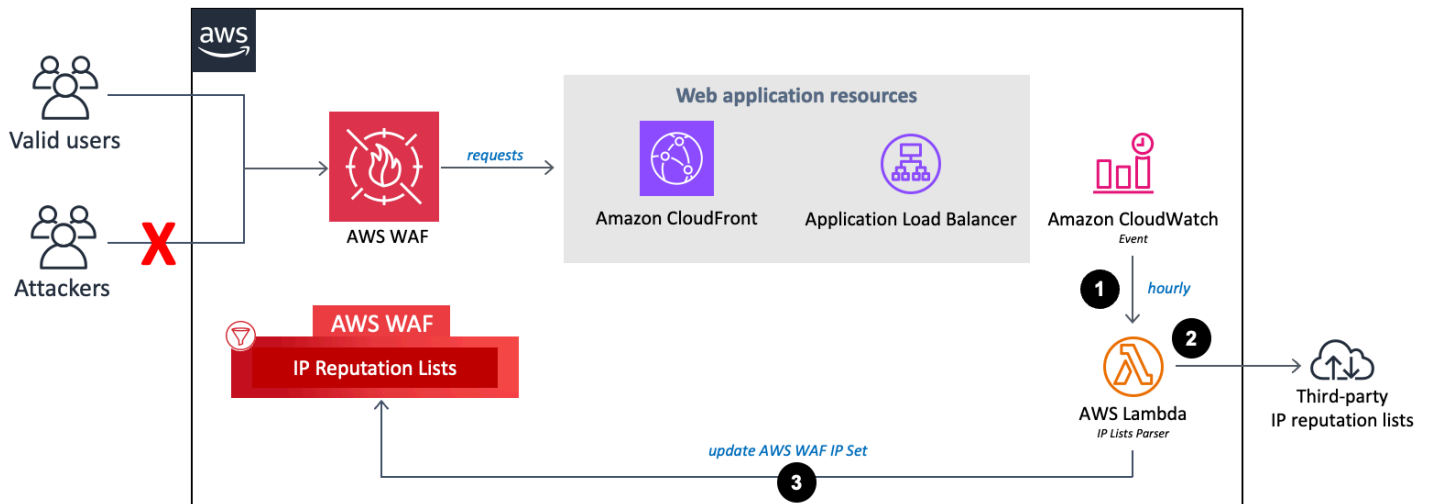 aws
Valid users
Attackers
X
AWS WAF
requests
Web application resources
Amazon CloudFront
Application Load Balancer
Amazon CloudWatch
Event
1
hourly
2
AWS Lambda
IP Lists Parser
Third-party
IP reputation lists
AWS WAF
IP Reputation Lists
update AWS WAF IP Set
3